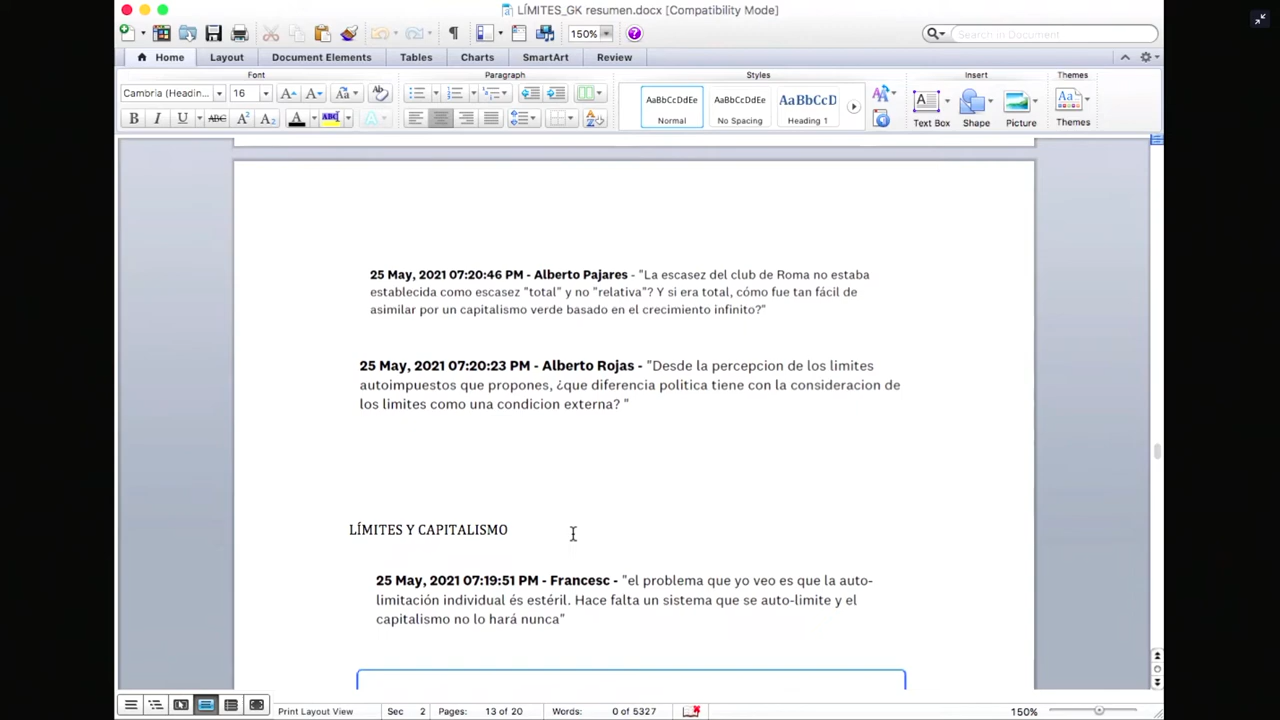 LÍMITES_GK resumen.docx [Compatibility Mode]
150%
Search in Document
Home Layout Document Elements Tables Charts SmartArt Review
Font Paragraph Styles Insert Themes
Cambria (Headin... 16
AaBbCcDdEe AaBbCcDdEe AaBbCcD
Normal No Spacing Heading 1 Text Box Shape Picture Themes
25 May, 2021 07:20:46 PM - Alberto Pajares - "La escasez del club de Roma no estaba
establecida como escasez "total" y no "relativa"? Y si era total, cómo fue tan fácil de
asimilar por un capitalismo verde basado en el crecimiento infinito?"
25 May, 2021 07:20:23 PM - Alberto Rojas - "Desde la percepcion de los limites
autoimpuestos que propones, ¿que diferencia politica tiene con la consideracion de
los limites como una condicion externa? "
LÍMITES Y CAPITALISMO
25 May, 2021 07:19:51 PM - Francesc - "el problema que yo veo es que la auto-
limitación individual és estéril. Hace falta un sistema que se auto-limite y el
capitalismo no lo hará nunca"
Print Layout View Sec 2 Pages: 13 of 20 Words: 0 of 5327 150%